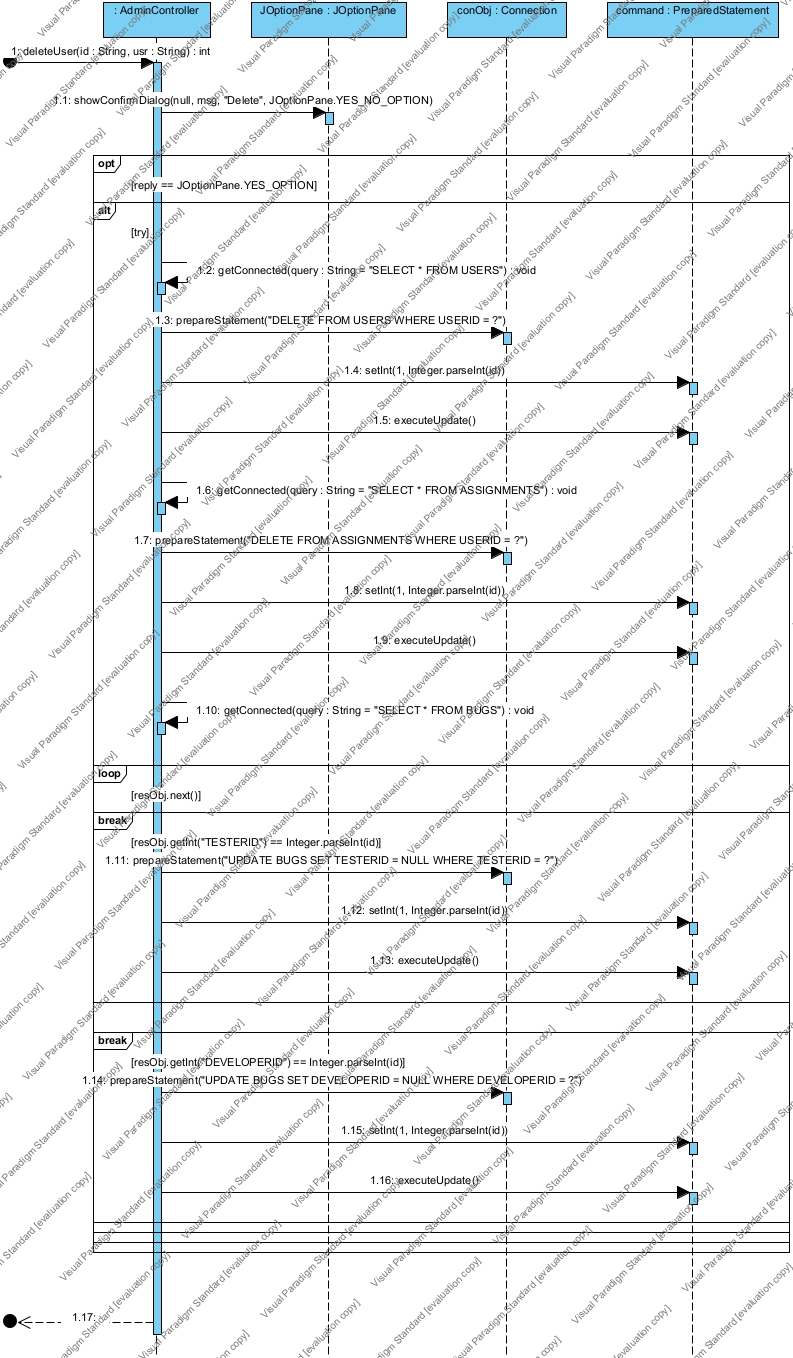 : AdminController
JOptionPane : JOptionPane
conObj : Connection
command : PreparedStatement
1: deleteUser(id : String, usr : String) : int
1.1: showConfirmDialog(null, msg, "Delete", JOptionPane.YES_NO_OPTION)
opt
[reply == JOptionPane.YES_OPTION]
alt
[try]
1.2: getConnected(query : String = "SELECT * FROM USERS") : void
1.3: prepareStatement("DELETE FROM USERS WHERE USERID = ?")
1.4: setInt(1, Integer.parseInt(id))
1.5: executeUpdate()
1.6: getConnected(query : String = "SELECT * FROM ASSIGNMENTS") : void
1.7: prepareStatement("DELETE FROM ASSIGNMENTS WHERE USERID = ?")
1.8: setInt(1, Integer.parseInt(id))
1.9: executeUpdate()
1.10: getConnected(query : String = "SELECT * FROM BUGS") : void
loop
[resObj.next()]
break
[resObj.getInt("TESTERID") == Integer.parseInt(id)]
1.11: prepareStatement("UPDATE BUGS SET TESTERID = NULL WHERE TESTERID = ?")
1.12: setInt(1, Integer.parseInt(id))
1.13: executeUpdate()
break
[resObj.getInt("DEVELOPERID") == Integer.parseInt(id)]
1.14: prepareStatement("UPDATE BUGS SET DEVELOPERID = NULL WHERE DEVELOPERID = ?")
1.15: setInt(1, Integer.parseInt(id))
1.16: executeUpdate()
1.17:
Visual Paradigm Standard [evaluation copy]